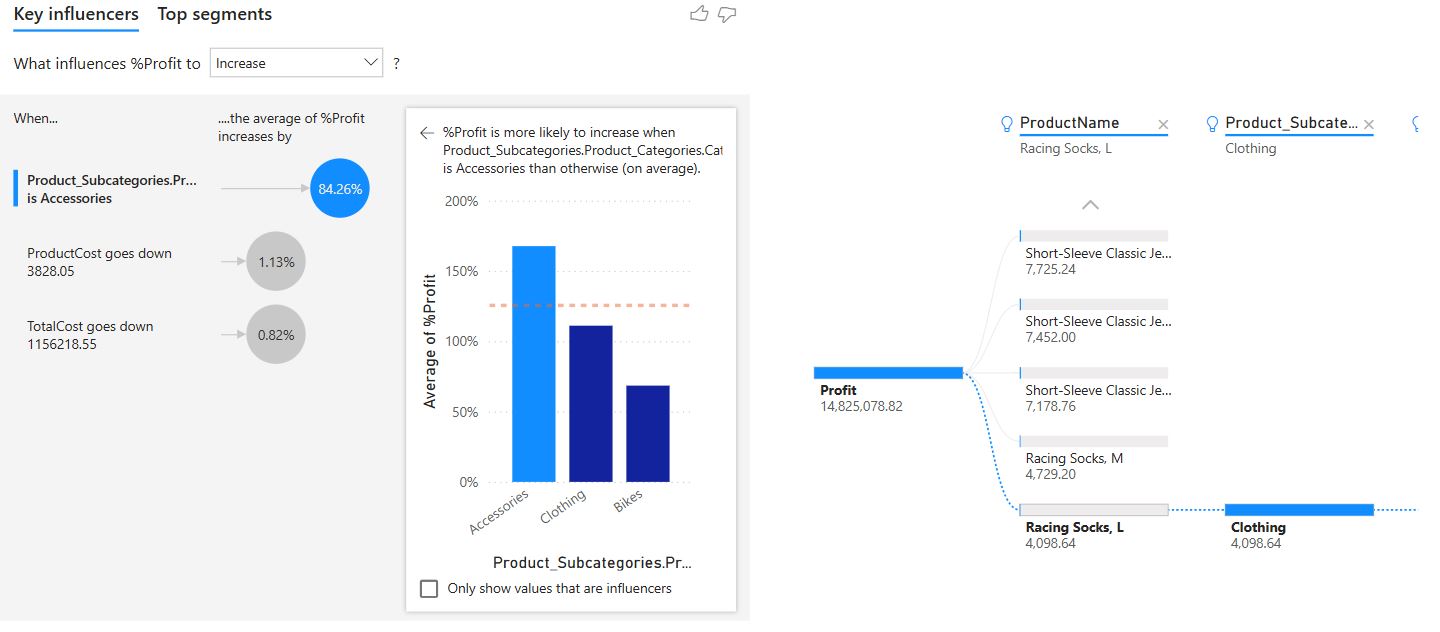 Key influencers Top segments
What influences %Profit to Increase ?
When...
....the average of %Profit
increases by
Product_Subcategories.Pr...
is Accessories
84.26%
ProductCost goes down
3828.05
1.13%
TotalCost goes down
1156218.55
0.82%
%Profit is more likely to increase when
Product_Subcategories.Product_Categories.Cat
is Accessories than otherwise (on average).
200%
150%
100%
50%
0%
Average of %Profit
Accessories
Clothing
Bikes
Product_Subcategories.Pr...
Only show values that are influencers
ProductName
Racing Socks, L
Product_Subcate...
Clothing
Short-Sleeve Classic Je...
7,725.24
Short-Sleeve Classic Je...
7,452.00
Profit
14,825,078.82
Short-Sleeve Classic Je...
7,178.76
Racing Socks, M
4,729.20
Racing Socks, L
4,098.64
Clothing
4,098.64